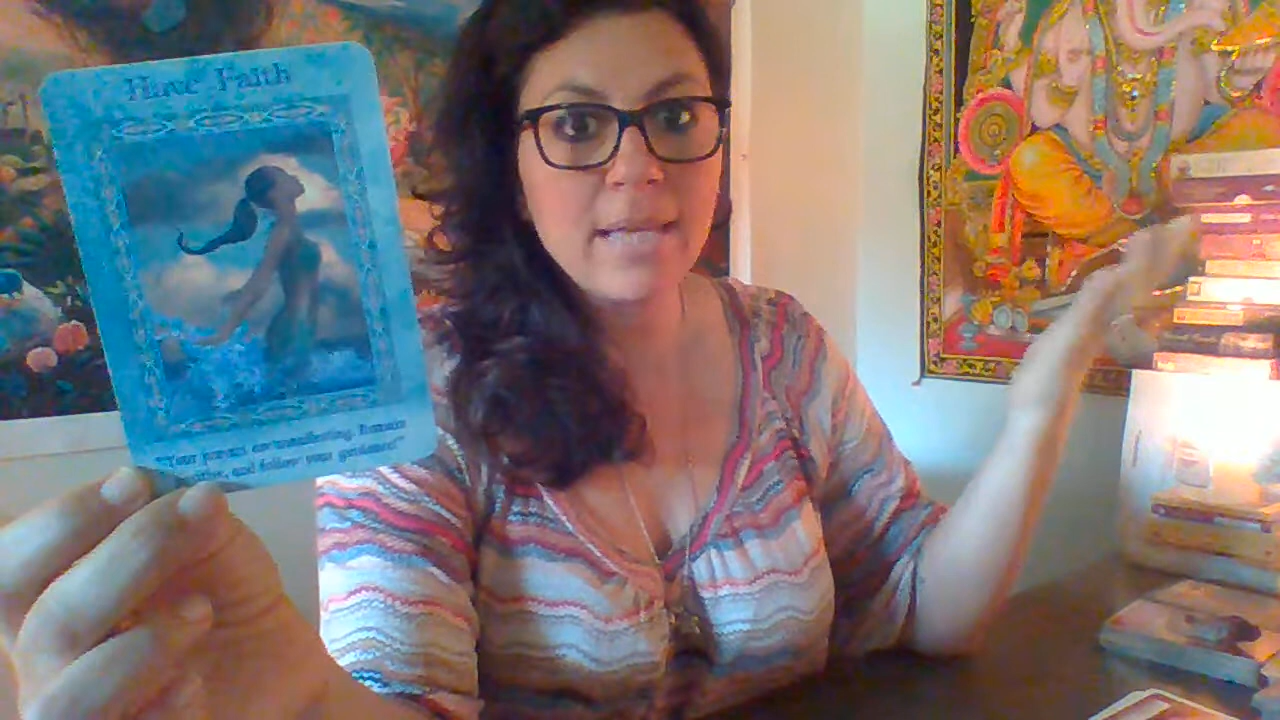 Have Faith
"Your prayers are manifesting. Remain
and follow your guidance!"